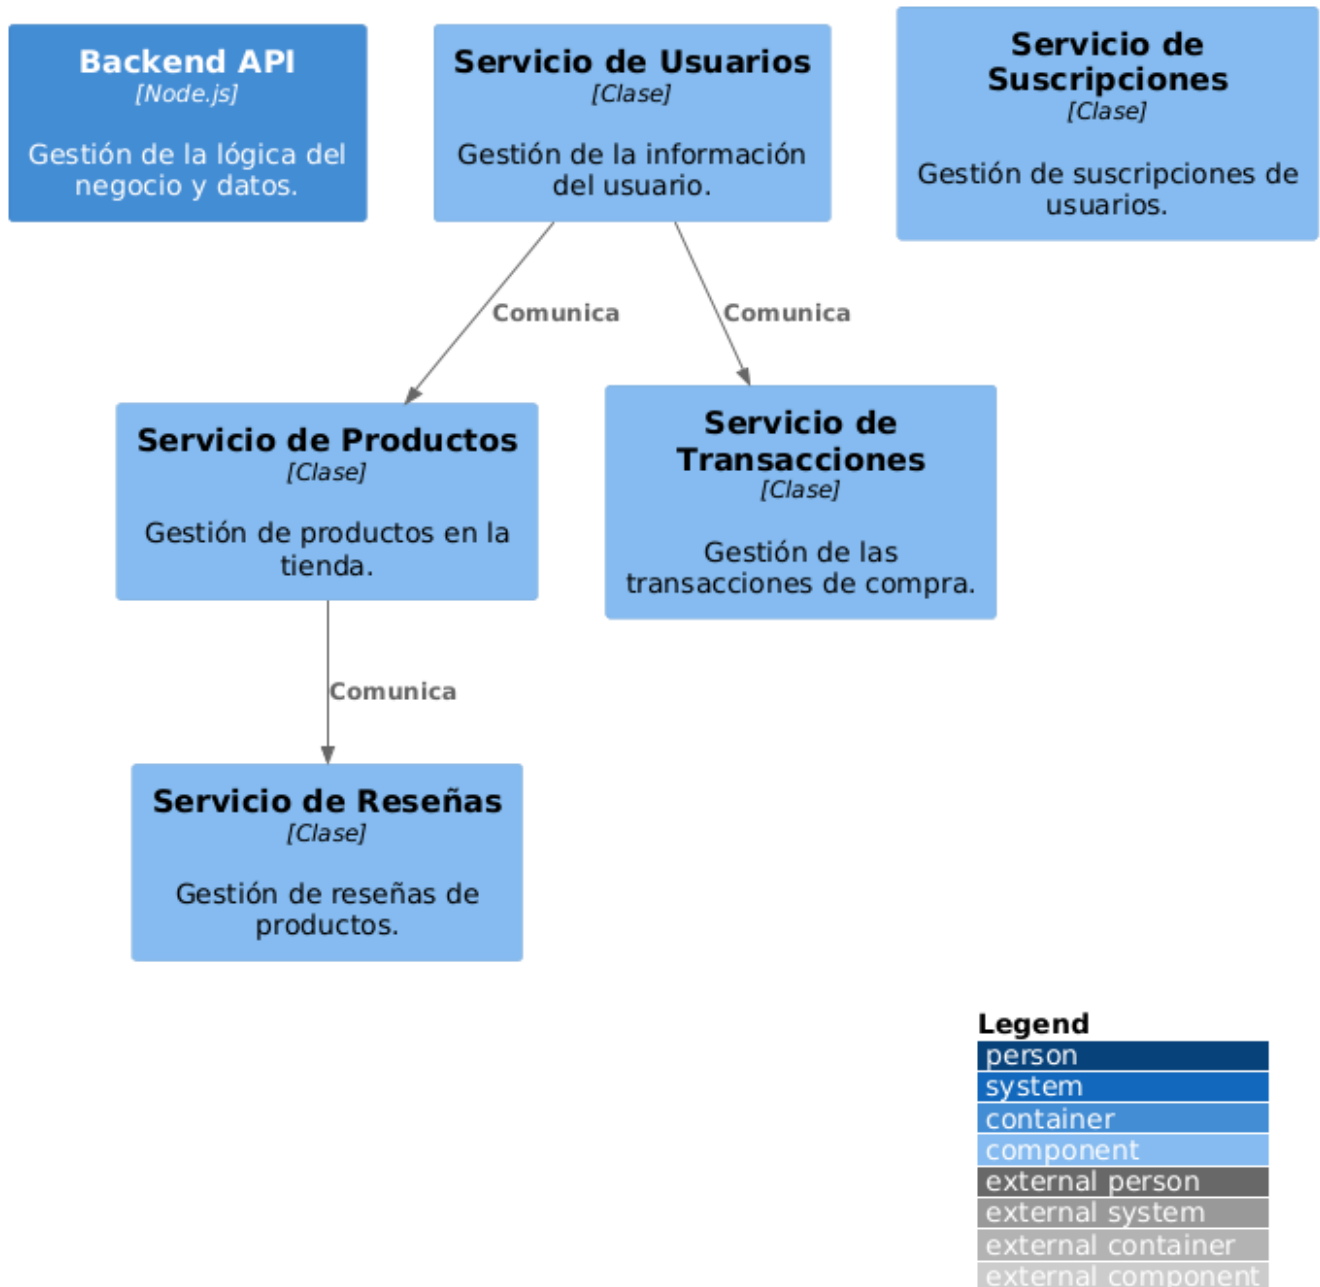 Backend API
[Node.js]
Gestión de la lógica del
negocio y datos.
Servicio de Usuarios
[Clase]
Gestión de la información
del usuario.
Servicio de
Suscripciones
[Clase]
Gestión de suscripciones de
usuarios.
Comunica
Comunica
Servicio de Productos
[Clase]
Gestión de productos en la
tienda.
Servicio de
Transacciones
[Clase]
Gestión de las
transacciones de compra.
Comunica
Servicio de Reseñas
[Clase]
Gestión de reseñas de
productos.
Legend
person
system
container
component
external person
external system
external container
external component